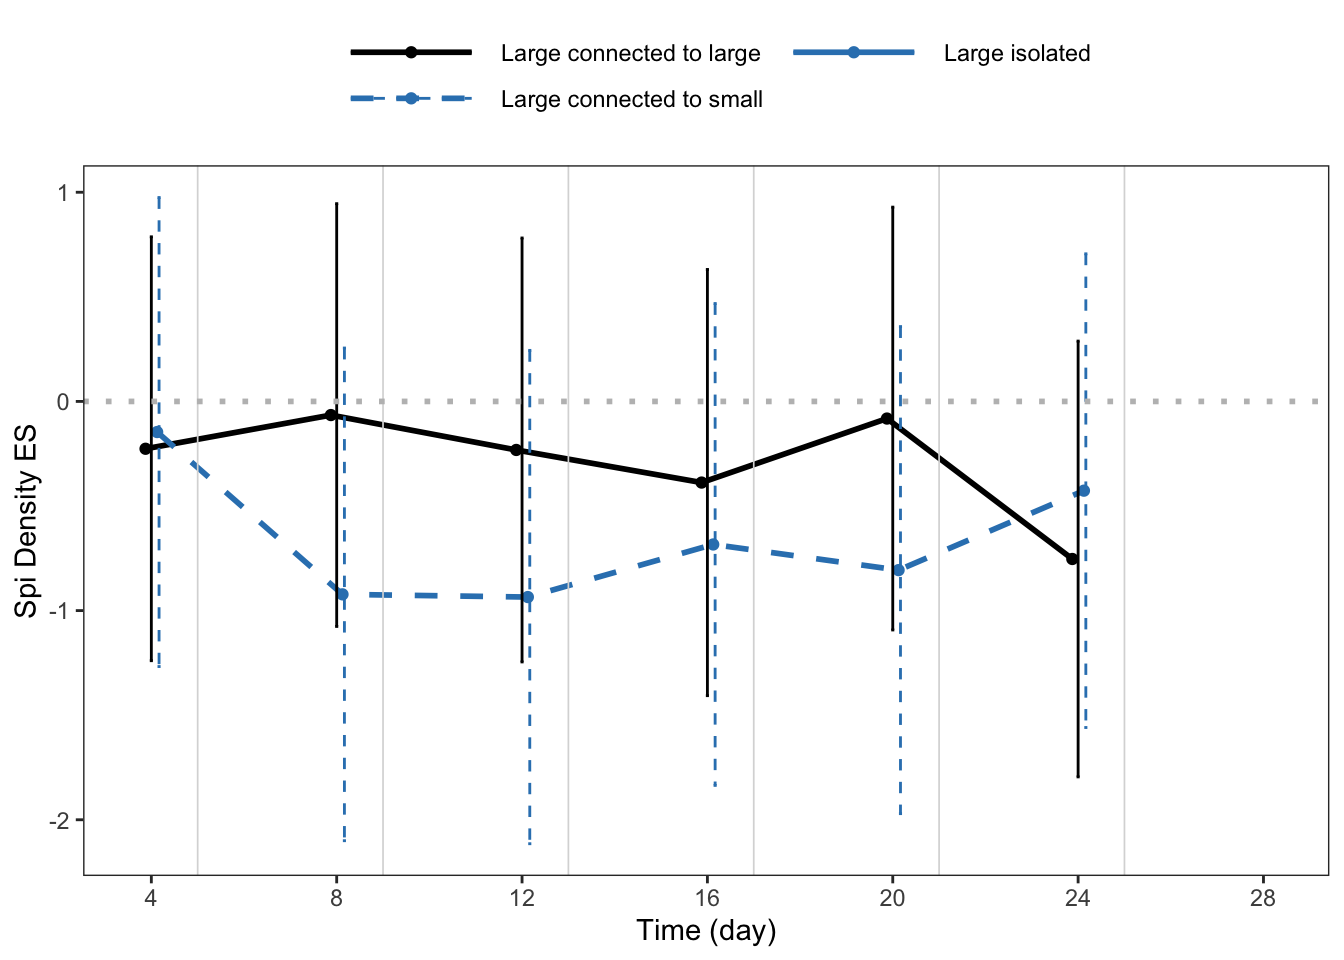 Large connected to large
Large isolated
Large connected to small
1
0
-1
-2
Spi Density ES
4 8 12 16 20 24 28
Time (day)